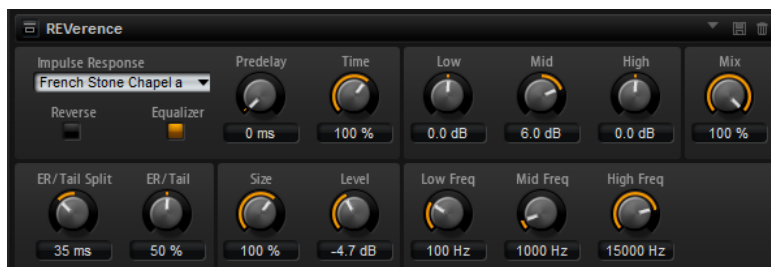 REVerence
Impulse Response Predelay Time Low Mid High Mix
French Stone Chapel a
Reverse Equalizer
0 ms 100 % 0.0 dB 6.0 dB 0.0 dB 100 %
ER/Tail Split ER/Tail Size Level Low Freq Mid Freq High Freq
35 ms 50 % 100 % -4.7 dB 100 Hz 1000 Hz 15000 Hz